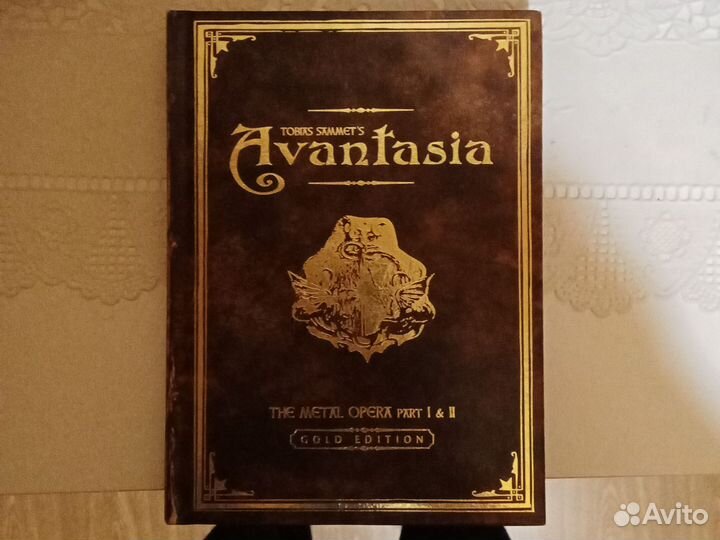 TOBIAS SAMMET'S
Avantasia
THE METAL OPERA PART I & II
GOLD EDITION
Avito